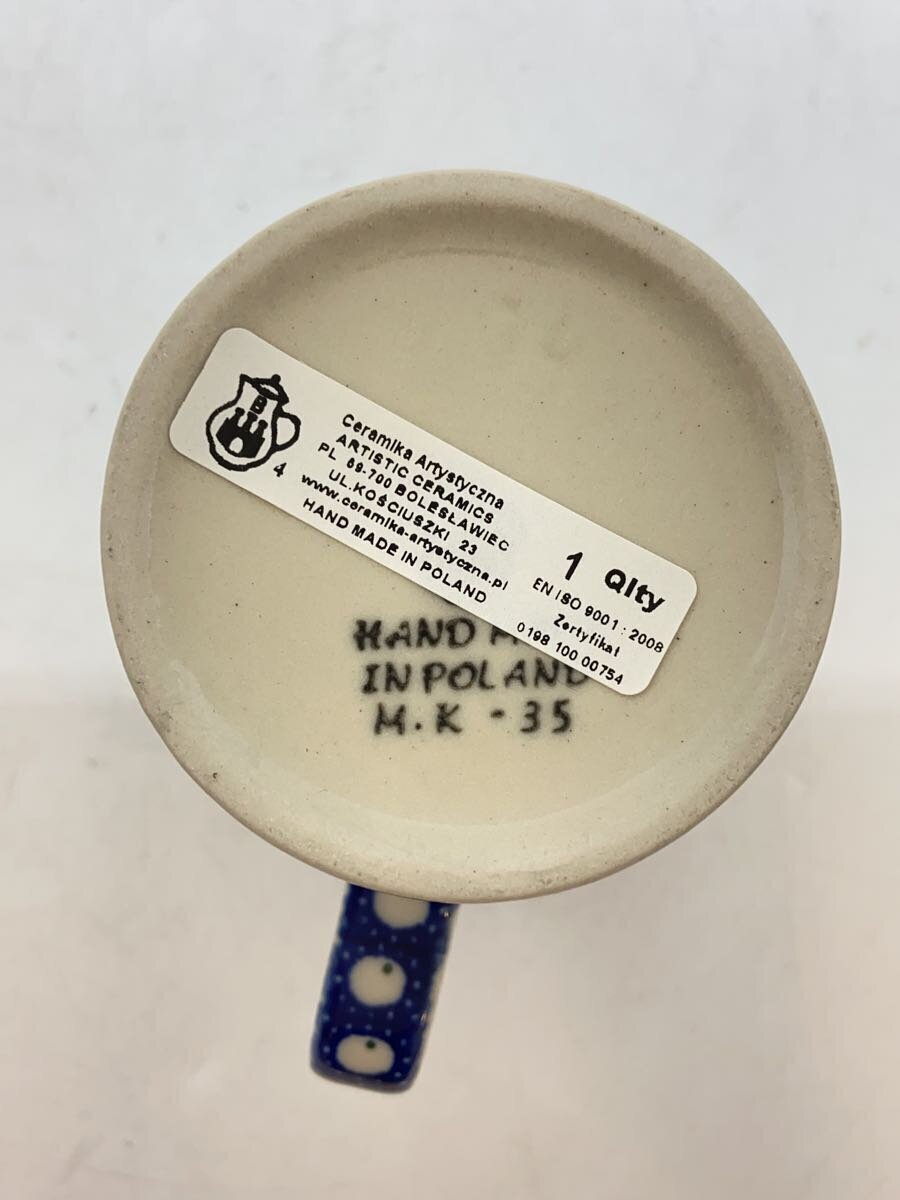 B
4
Ceramika Artystyczna
ARTISTIC CERAMICS
PL 59-700 BOLESŁAWIEC
UL.KOŚCIUSZKI 23
www.ceramika-artystyczna.pl
HAND MADE IN POLAND
1 Qlty
EN ISO 9001 : 2008
Zertyfikat
0198 100 00754
HAND
IN POLAND
M.K - 35